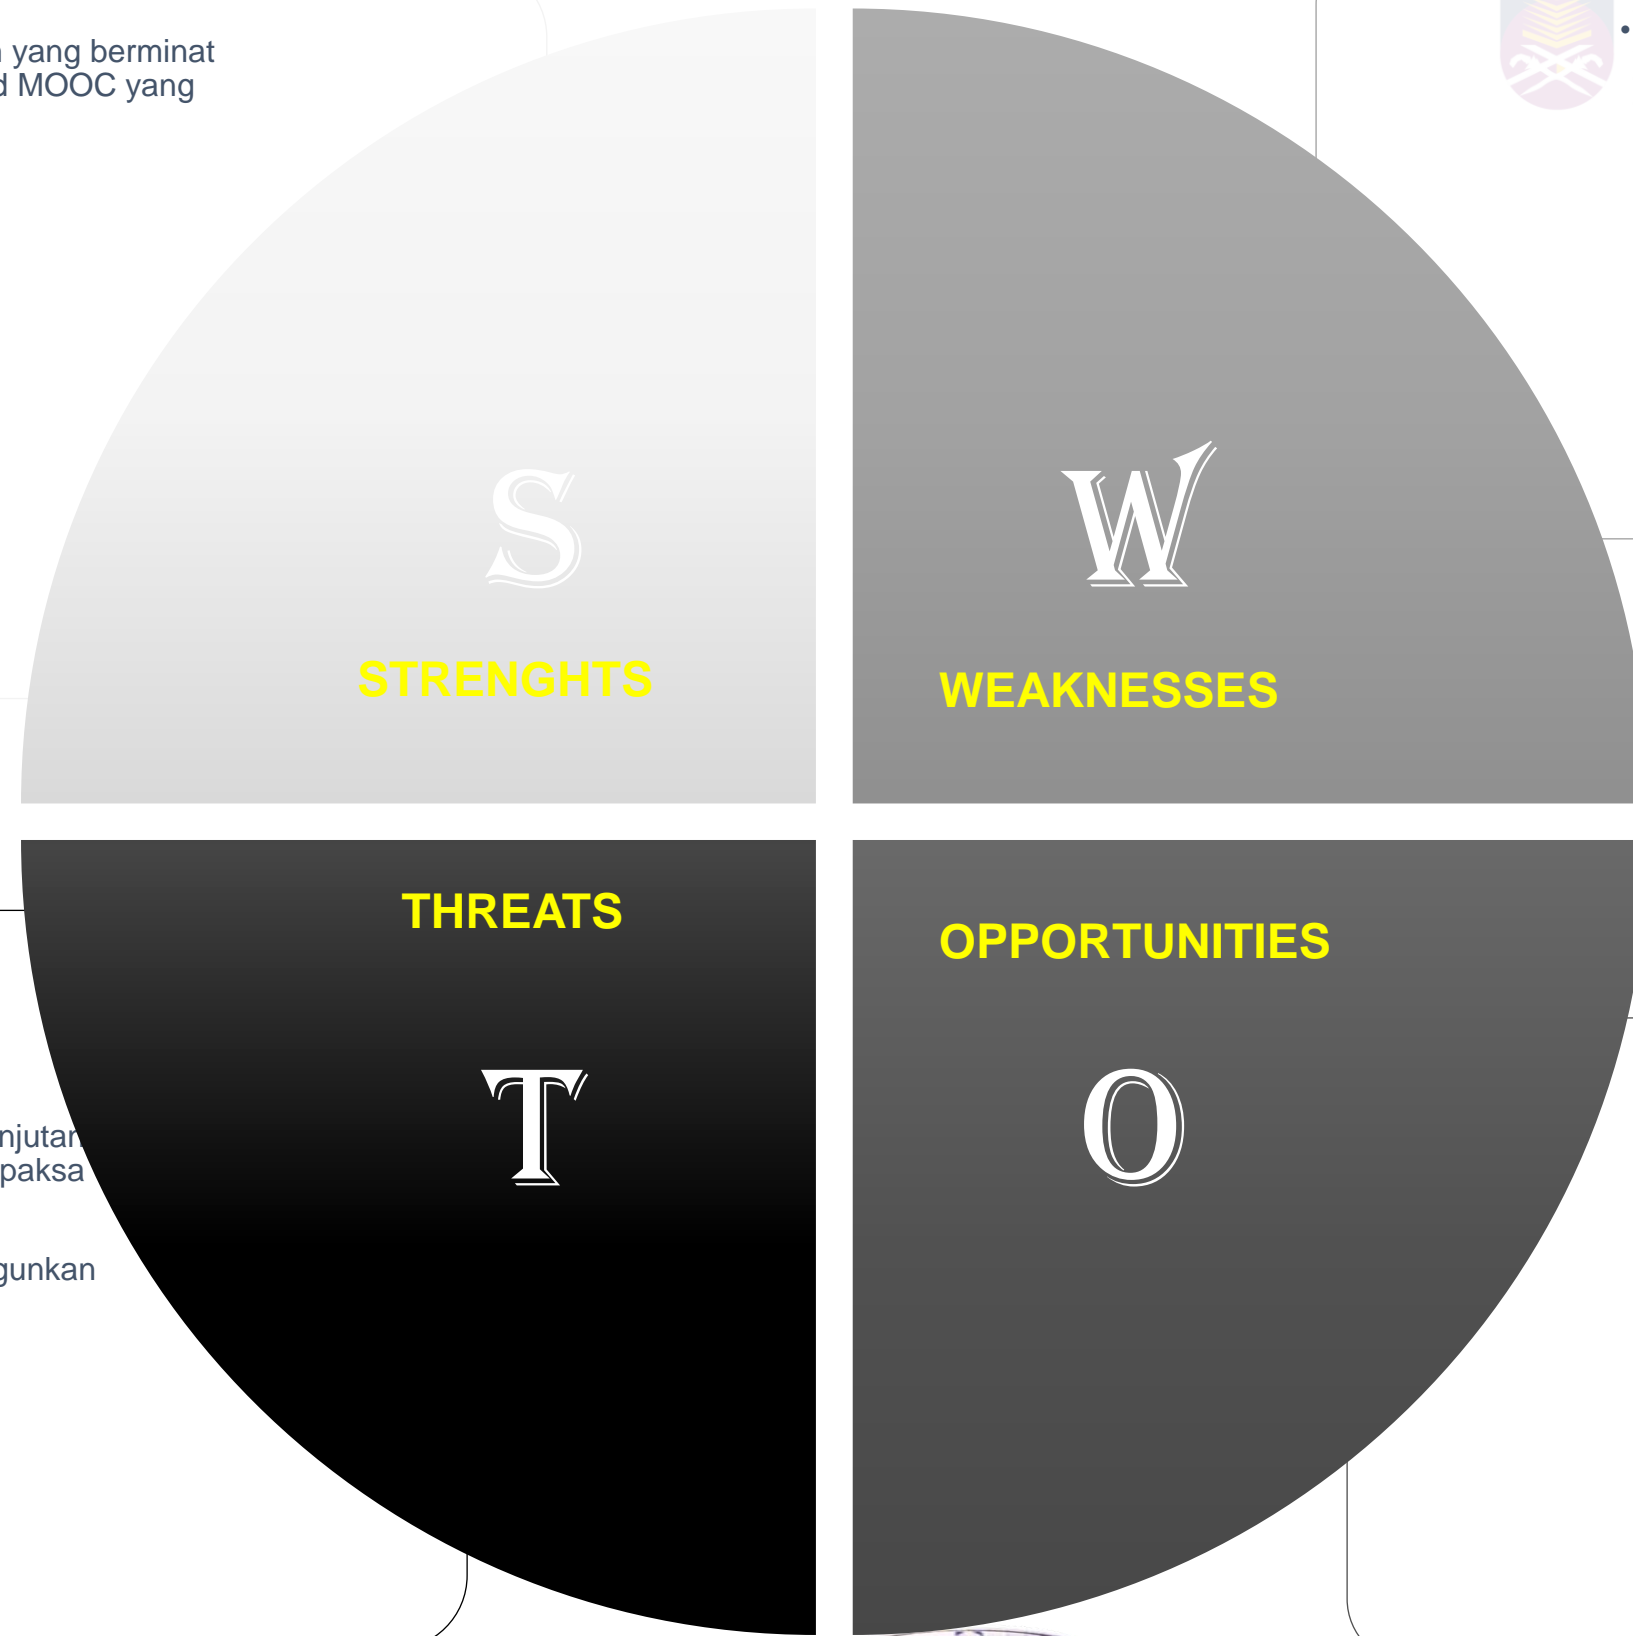 yang berminat
MOOC yang
S
W
STRENGHTS
WEAKNESSES
THREATS
OPPORTUNITIES
T
O
paksa